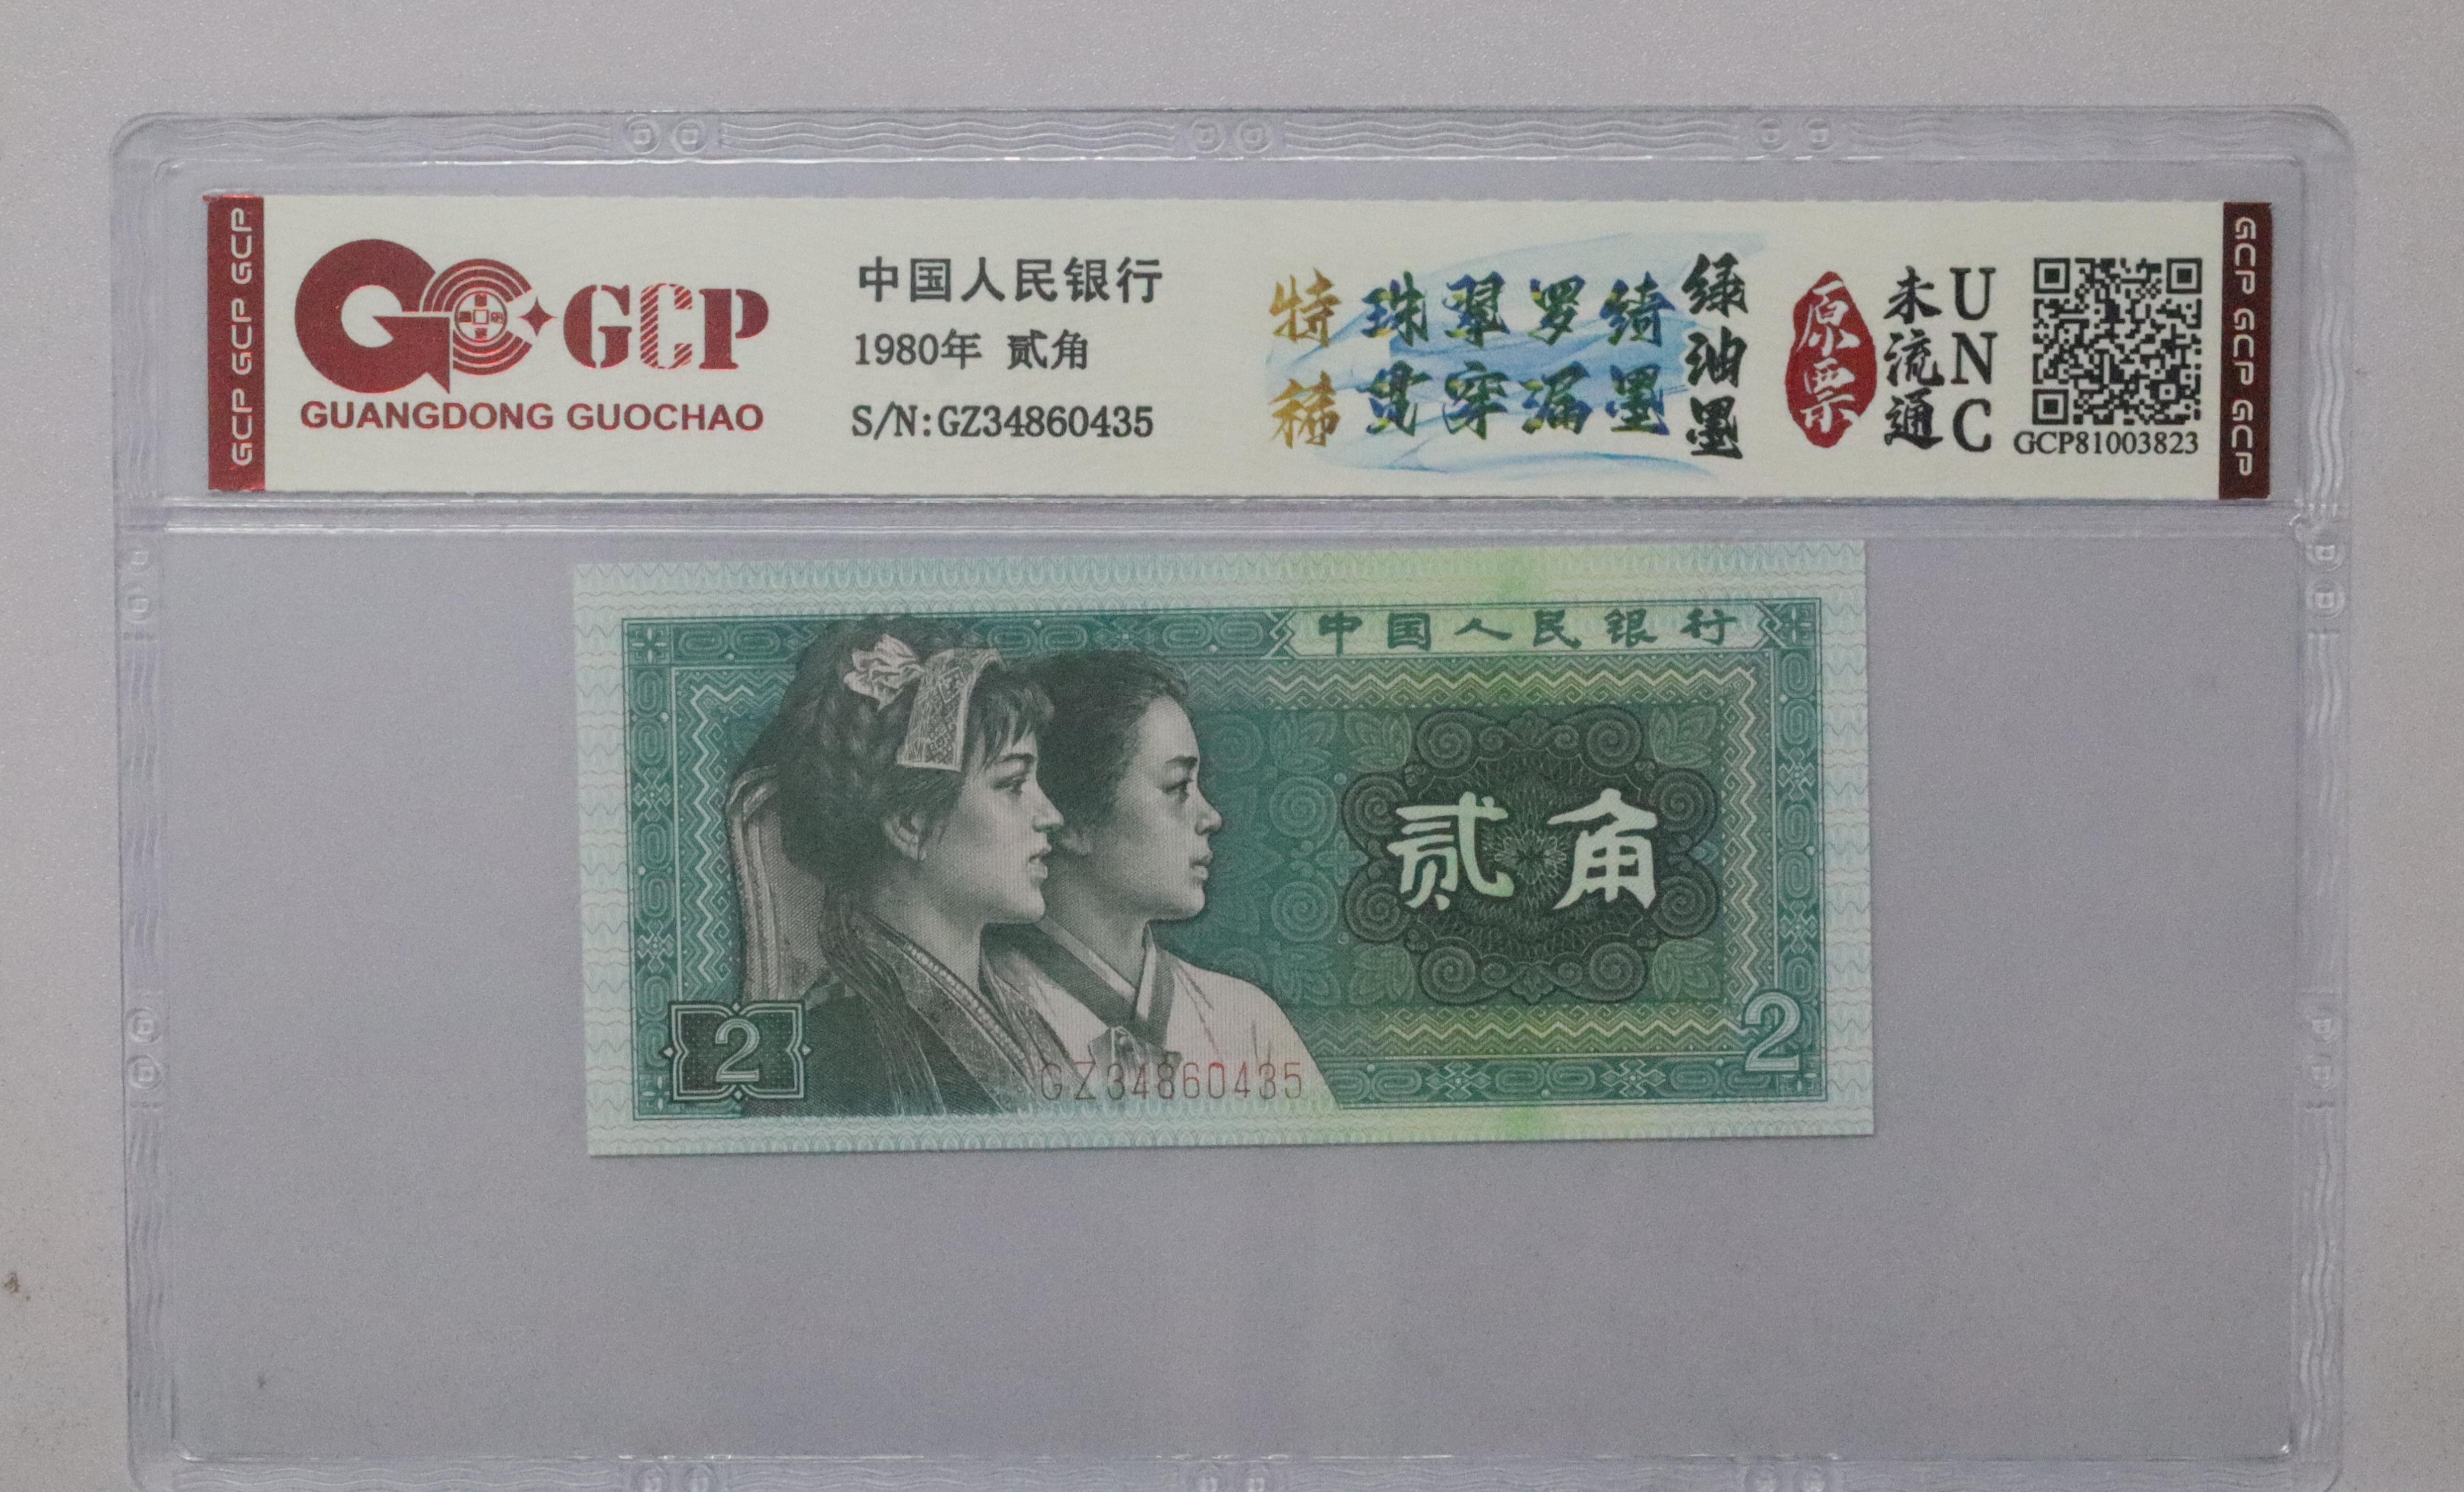 GCP GCP GCP
GCP
GUANGDONG GUOCHAO
中国人民银行
1980年 贰角
S/N:GZ34860435
特稀
珠翠罗绮
贯穿漏墨
绿油墨
原票
未流通
UNC
GCP81003823
GCP GCP GCP
中国人民银行
贰角
2
2
GZ34860435